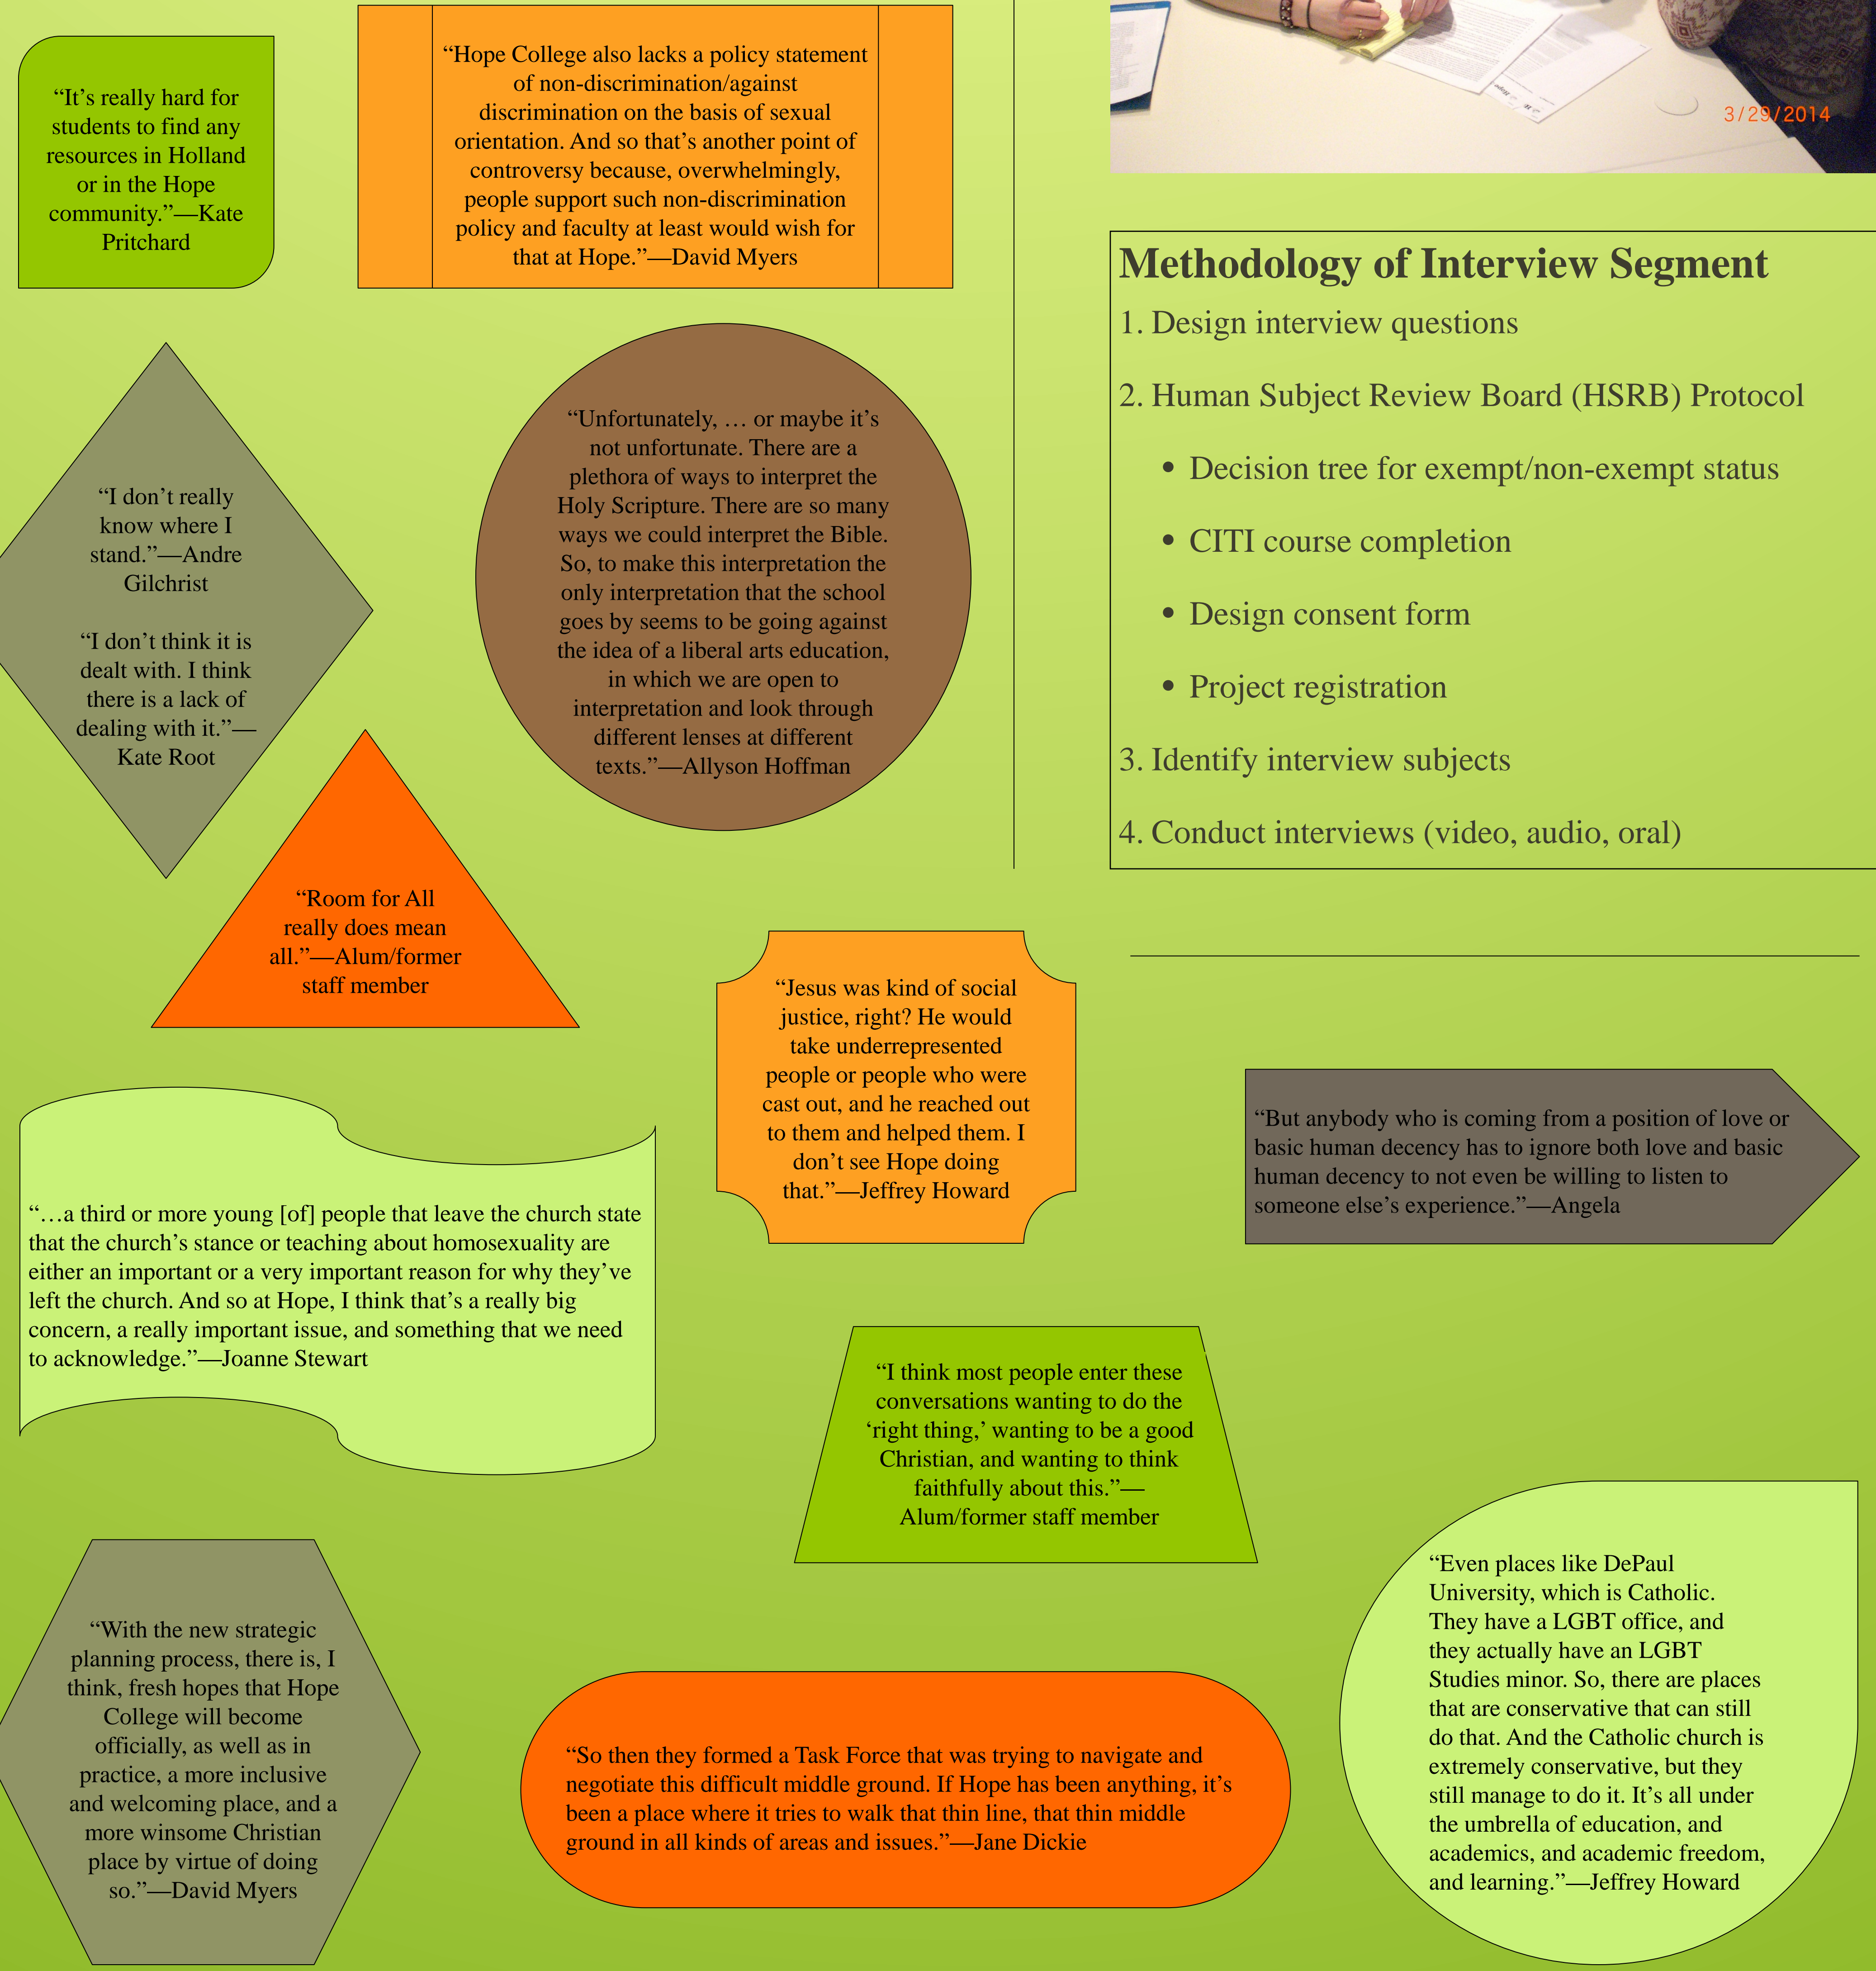 “It’s really hard for
students to find any
resources in Holland
or in the Hope
community.”—Kate
Pritchard
“Hope College also lacks a policy statement
of non-discrimination/against
discrimination on the basis of sexual
orientation. And so that’s another point of
controversy because, overwhelmingly,
people support such non-discrimination
policy and faculty at least would wish for
that at Hope.”—David Myers
3/29/2014
“I don’t really
know where I
stand.”—Andre
Gilchrist
“I don’t think it is
dealt with. I think
there is a lack of
dealing with it.”—
Kate Root
“Unfortunately, … or maybe it’s
not unfortunate. There are a
plethora of ways to interpret the
Holy Scripture. There are so many
ways we could interpret the Bible.
So, to make this interpretation the
only interpretation that the school
goes by seems to be going against
the idea of a liberal arts education,
in which we are open to
interpretation and look through
different lenses at different
texts.”—Allyson Hoffman
Methodology of Interview Segment
1. Design interview questions
2. Human Subject Review Board (HSRB) Protocol
• Decision tree for exempt/non-exempt status
• CITI course completion
• Design consent form
• Project registration
3. Identify interview subjects
4. Conduct interviews (video, audio, oral)
“Room for All
really does mean
all.”—Alum/former
staff member
“Jesus was kind of social
justice, right? He would
take underrepresented
people or people who were
cast out, and he reached out
to them and helped them. I
don’t see Hope doing
that.”—Jeffrey Howard
“But anybody who is coming from a position of love or
basic human decency has to ignore both love and basic
human decency to not even be willing to listen to
someone else’s experience.”—Angela
“…a third or more young [of] people that leave the church state
that the church’s stance or teaching about homosexuality are
either an important or a very important reason for why they’ve
left the church. And so at Hope, I think that’s a really big
concern, a really important issue, and something that we need
to acknowledge.”—Joanne Stewart
“I think most people enter these
conversations wanting to do the
‘right thing,’ wanting to be a good
Christian, and wanting to think
faithfully about this.”—
Alum/former staff member
“With the new strategic
planning process, there is, I
think, fresh hopes that Hope
College will become
officially, as well as in
practice, a more inclusive
and welcoming place, and a
more winsome Christian
place by virtue of doing
so.”—David Myers
“So then they formed a Task Force that was trying to navigate and
negotiate this difficult middle ground. If Hope has been anything, it’s
been a place where it tries to walk that thin line, that thin middle
ground in all kinds of areas and issues.”—Jane Dickie
“Even places like DePaul
University, which is Catholic.
They have a LGBT office, and
they actually have an LGBT
Studies minor. So, there are places
that are conservative that can still
do that. And the Catholic church is
extremely conservative, but they
still manage to do it. It’s all under
the umbrella of education, and
academics, and academic freedom,
and learning.”—Jeffrey Howard